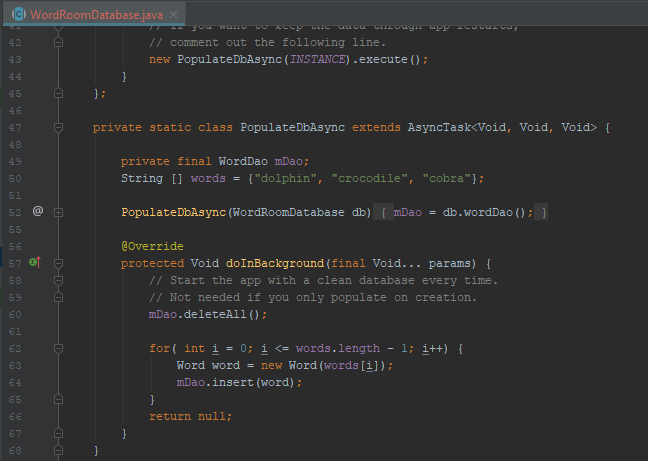 WordRoomDatabase.java
41 // If you want to keep the data through app restarts,
42 // comment out the following line.
43 new PopulateDbAsync(INSTANCE).execute();
44 }
45 };
46
47 private static class PopulateDbAsync extends AsyncTask<Void, Void, Void> {
48
49 private final WordDao mDao;
50 String [] words = {"dolphin", "crocodile", "cobra"};
51
52 @ PopulateDbAsync(WordRoomDatabase db) { mDao = db.wordDao(); }
55
56 @Override
57 protected Void doInBackground(final Void... params) {
58 // Start the app with a clean database every time.
59 // Not needed if you only populate on creation.
60 mDao.deleteAll();
61
62 for( int i = 0; i <= words.length - 1; i++) {
63 Word word = new Word(words[i]);
64 mDao.insert(word);
65 }
66 return null;
67 }
68 }